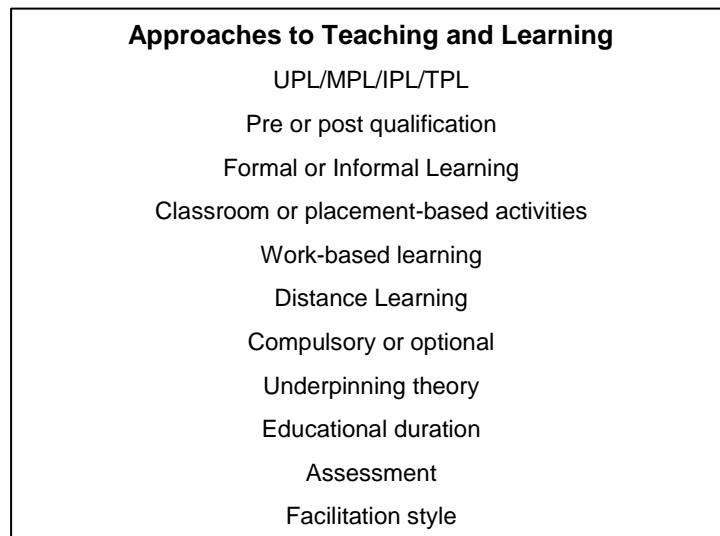 Approaches to Teaching and Learning
UPL/MPL/IPL/TPL
Pre or post qualification
Formal or Informal Learning
Classroom or placement-based activities
Work-based learning
Distance Learning
Compulsory or optional
Underpinning theory
Educational duration
Assessment
Facilitation style